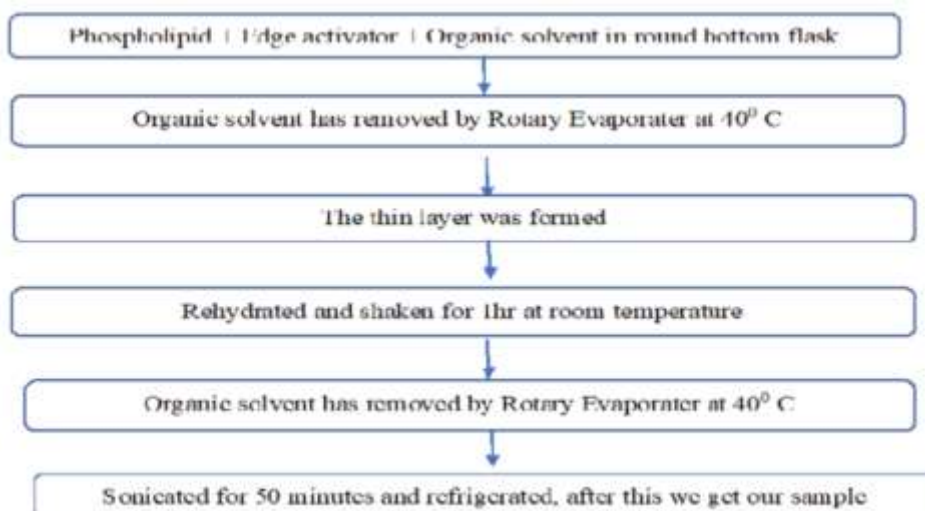 Phospholipid + Edge activator + Organic solvent in round bottom flask
Organic solvent has removed by Rotary Evaporater at 40⁰ C
The thin layer was formed
Rehydrated and shaken for 1hr at room temperature
Organic solvent has removed by Rotary Evaporater at 40⁰ C
Sonicated for 50 minutes and refrigerated, after this we get our sample